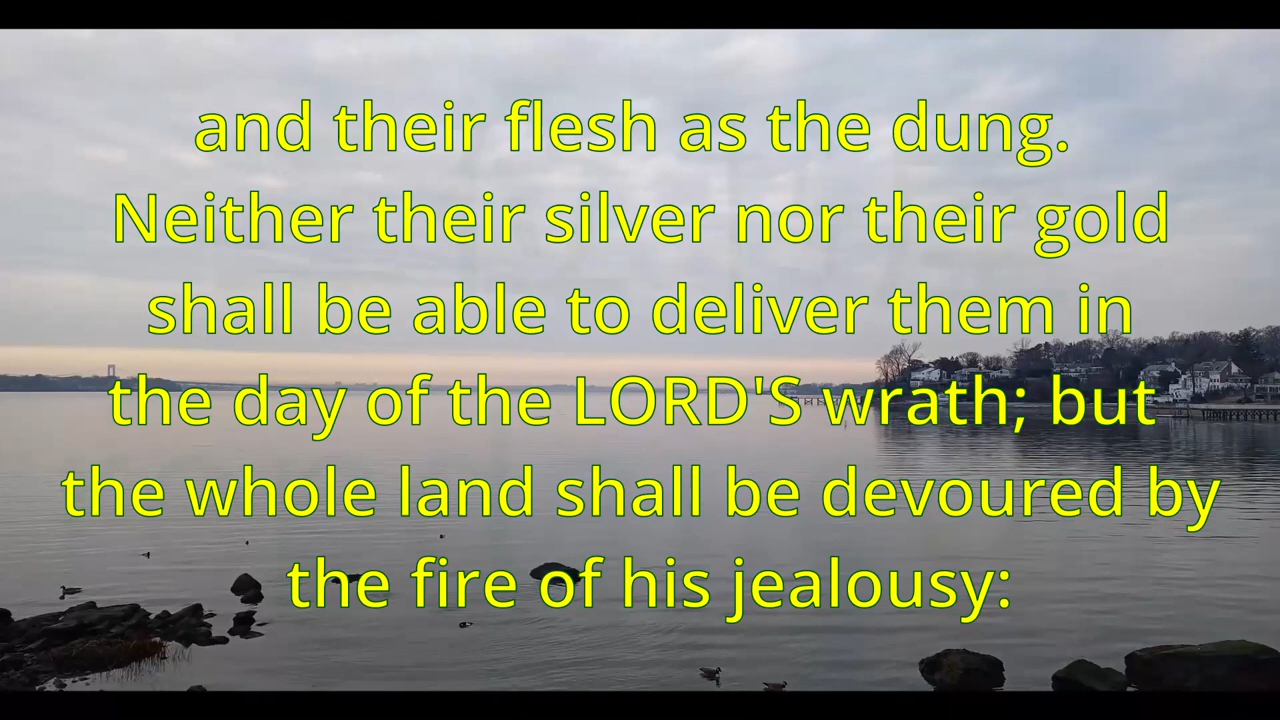 and their flesh as the dung.
Neither their silver nor their gold
shall be able to deliver them in
the day of the LORD'S wrath; but
the whole land shall be devoured by
the fire of his jealousy: